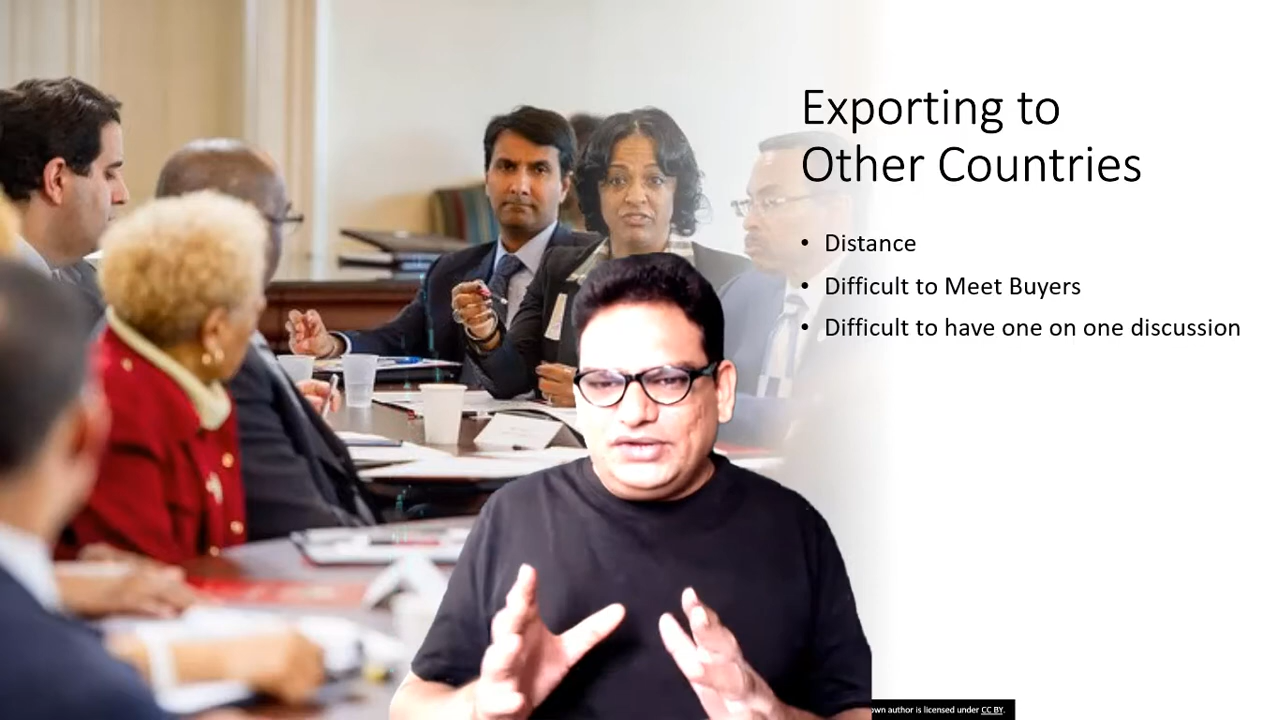 Exporting to
Other Countries
• Distance
• Difficult to Meet Buyers
• Difficult to have one on one discussion
own author is licensed under CC BY.